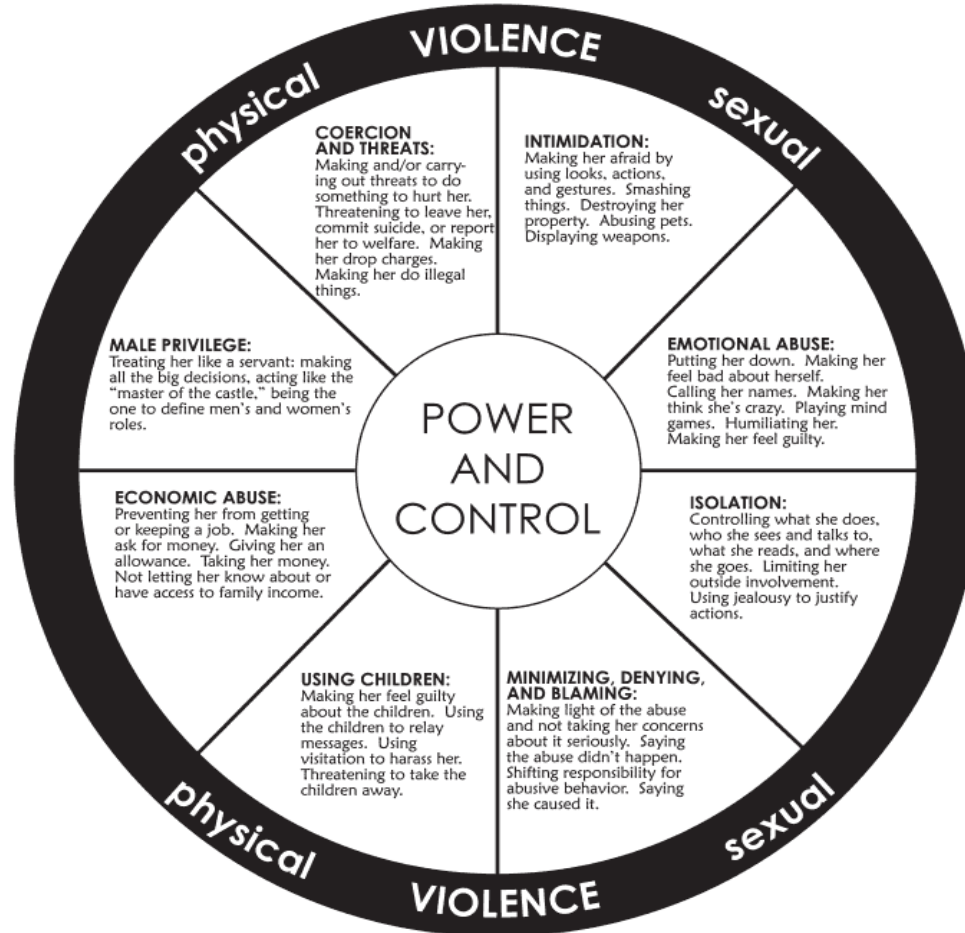 VIOLENCE
physical
sexual
COERCION
AND THREATS:
Making and/or carry-
ing out threats to do
something to hurt her.
Threatening to leave her,
commit suicide, or report
her to welfare. Making
her drop charges.
Making her do illegal
things.
INTIMIDATION:
Making her afraid by
using looks, actions,
and gestures. Smashing
things. Destroying her
property. Abusing pets.
Displaying weapons.
MALE PRIVILEGE:
Treating her like a servant: making
all the big decisions, acting like the
“master of the castle,” being the
one to define men’s and women’s
roles.
EMOTIONAL ABUSE:
Putting her down. Making her
feel bad about herself.
Calling her names. Making her
think she’s crazy. Playing mind
games. Humiliating her.
Making her feel guilty.
POWER
AND
CONTROL
ECONOMIC ABUSE:
Preventing her from getting
or keeping a job. Making her
ask for money. Giving her an
allowance. Taking her money.
Not letting her know about or
have access to family income.
ISOLATION:
Controlling what she does,
who she sees and talks to,
what she reads, and where
she goes. Limiting her
outside involvement.
Using jealousy to justify
actions.
USING CHILDREN:
Making her feel guilty
about the children. Using
the children to relay
messages. Using
visitation to harass her.
Threatening to take the
children away.
MINIMIZING, DENYING,
AND BLAMING:
Making light of the abuse
and not taking her concerns
about it seriously. Saying
the abuse didn’t happen.
Shifting responsibility for
abusive behavior. Saying
she caused it.
physical
sexual
VIOLENCE